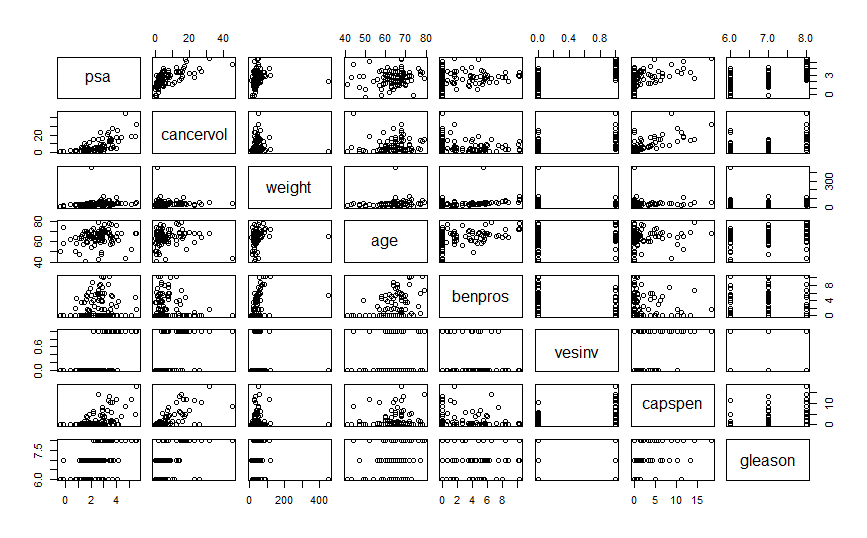 0 20 40
40 50 60 70 80
0.0 0.4 0.8
6.0 7.0 8.0
psa
0 3
0 20
cancervol
weight
0 300
40 60 80
age
benpros
0 4 8
0.0 0.6
vesinv
capspen
0 10
6.0 7.5
gleason
0 2 4
0 200 400
0 2 4 6 8
0 5 10 15